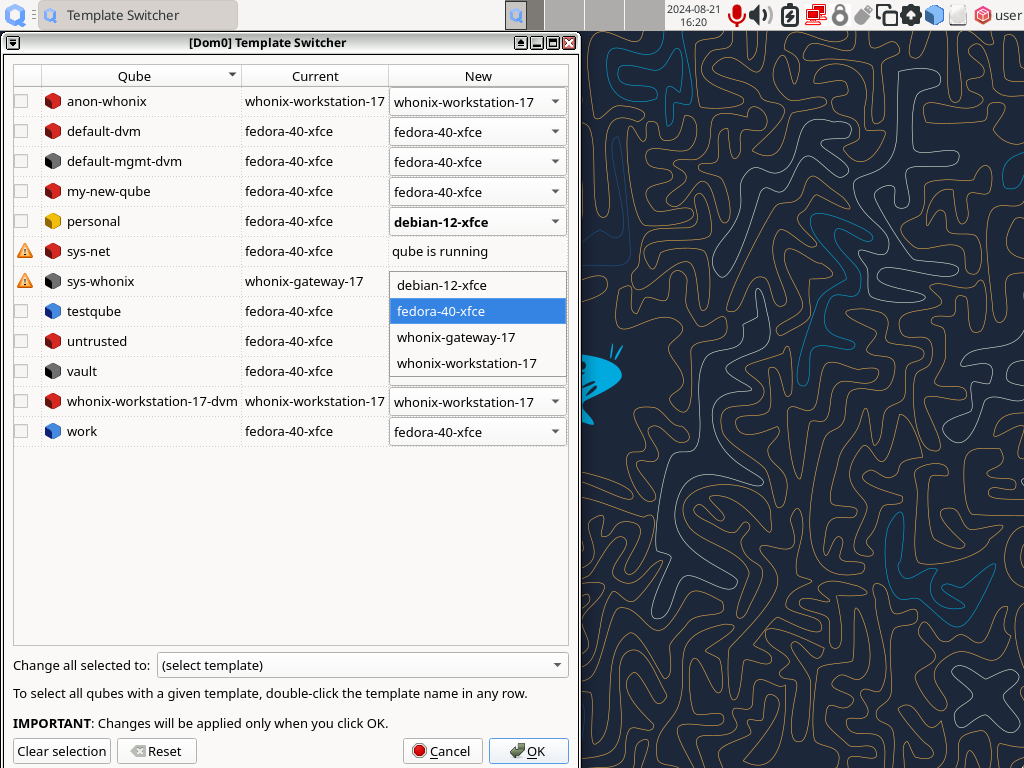 Template Switcher
2024-08-21
16:20
user
[Dom0] Template Switcher
Qube Current New
anon-whonix whonix-workstation-17 whonix-workstation-17
default-dvm fedora-40-xfce fedora-40-xfce
default-mgmt-dvm fedora-40-xfce fedora-40-xfce
my-new-qube fedora-40-xfce fedora-40-xfce
personal fedora-40-xfce debian-12-xfce
sys-net fedora-40-xfce qube is running
sys-whonix whonix-gateway-17 debian-12-xfce
testqube fedora-40-xfce fedora-40-xfce
untrusted fedora-40-xfce whonix-gateway-17
vault fedora-40-xfce whonix-workstation-17
whonix-workstation-17-dvm whonix-workstation-17 whonix-workstation-17
work fedora-40-xfce fedora-40-xfce
Change all selected to: (select template)
To select all qubes with a given template, double-click the template name in any row.
IMPORTANT: Changes will be applied only when you click OK.
Clear selection Reset Cancel OK